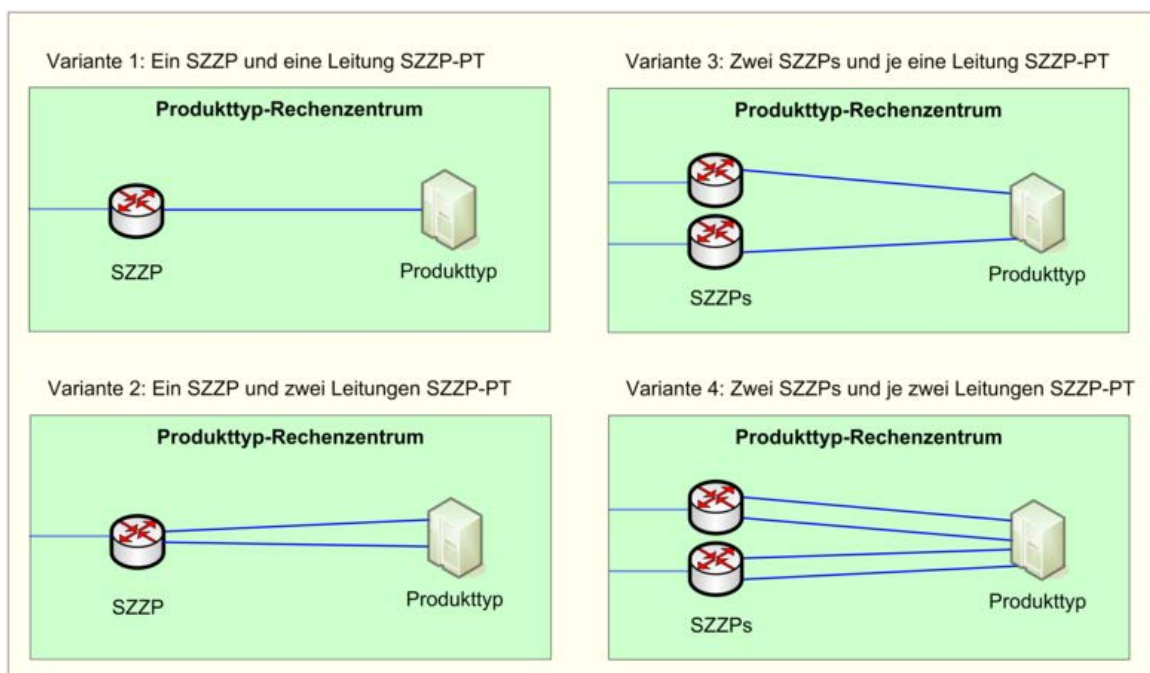 Variante 1: Ein SZZP und eine Leitung SZZP-PT
Produkttyp-Rechenzentrum
SZZP
Produkttyp
Variante 3: Zwei SZZPs und je eine Leitung SZZP-PT
Produkttyp-Rechenzentrum
SZZPs
Produkttyp
Variante 2: Ein SZZP und zwei Leitungen SZZP-PT
Produkttyp-Rechenzentrum
SZZP
Produkttyp
Variante 4: Zwei SZZPs und je zwei Leitungen SZZP-PT
Produkttyp-Rechenzentrum
SZZPs
Produkttyp